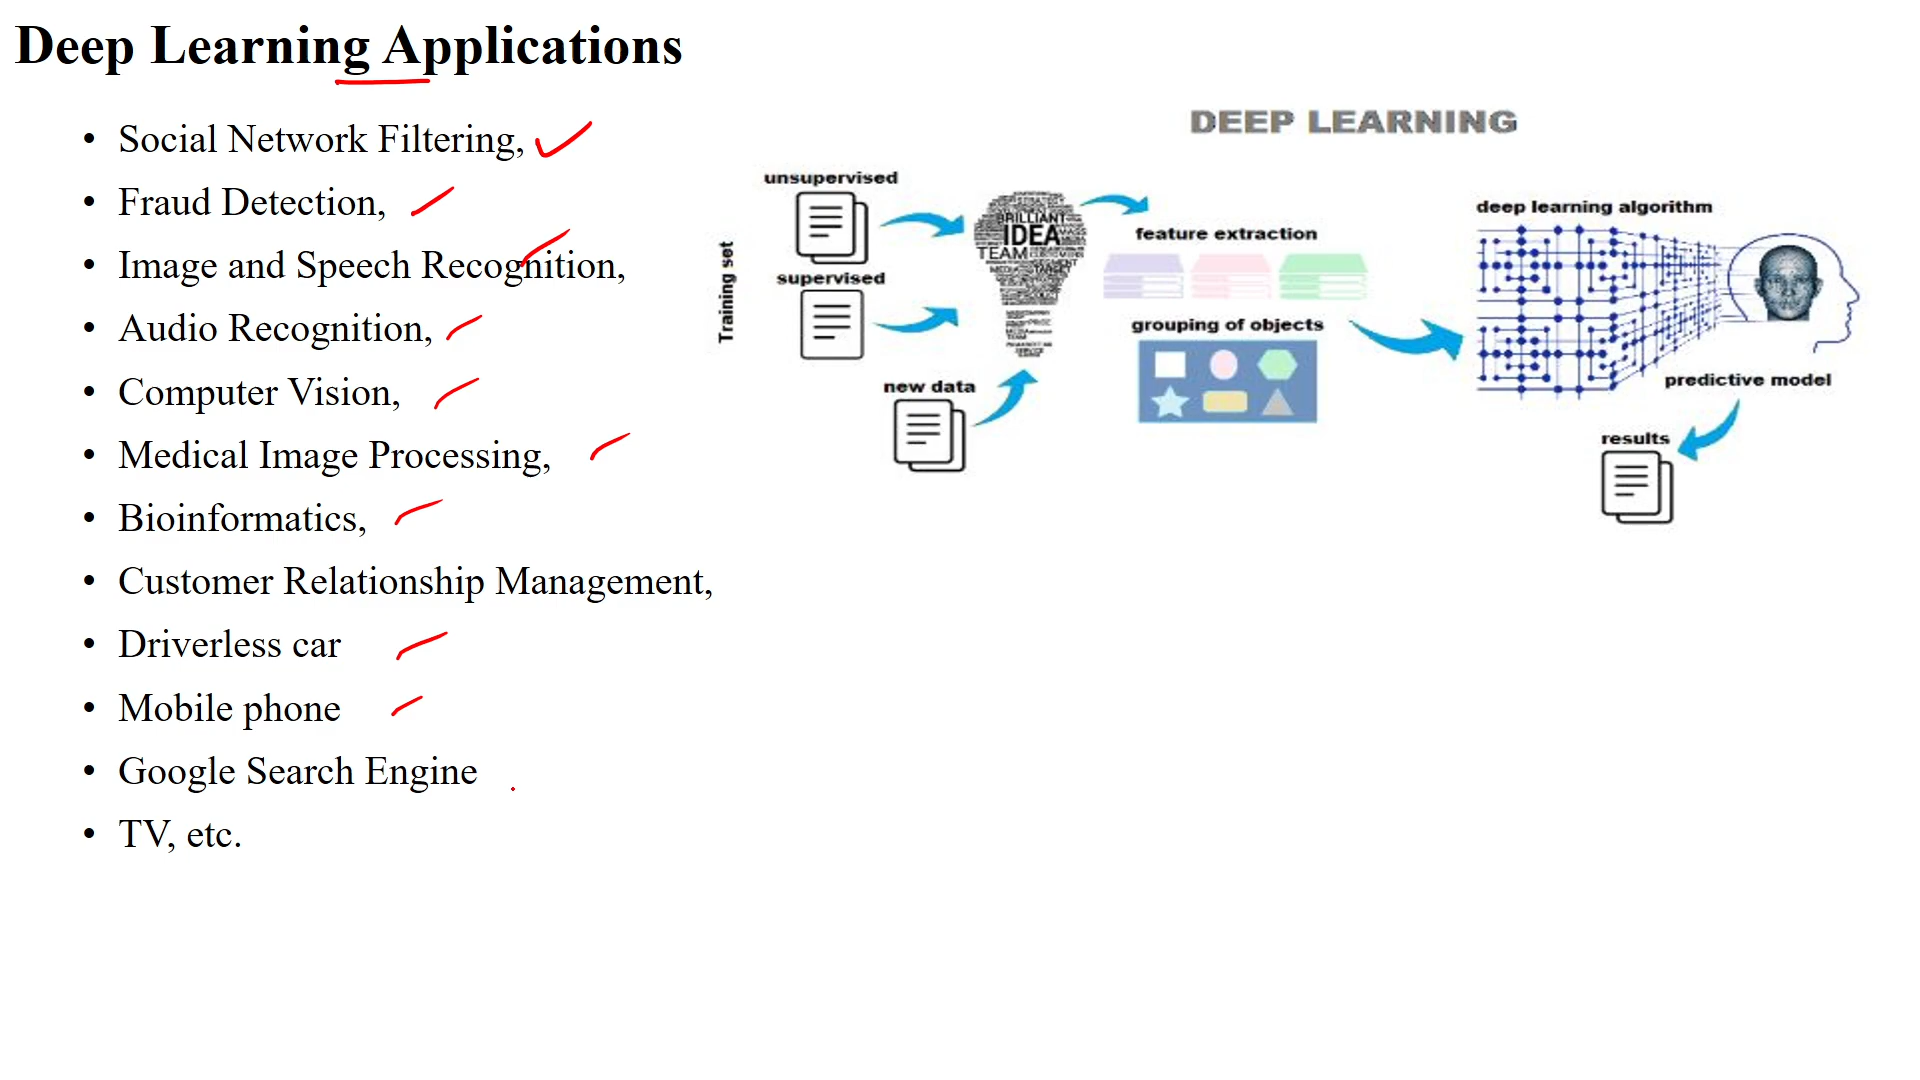 Deep Learning Applications
• Social Network Filtering,
• Fraud Detection,
• Image and Speech Recognition,
• Audio Recognition,
• Computer Vision,
• Medical Image Processing,
• Bioinformatics,
• Customer Relationship Management,
• Driverless car
• Mobile phone
• Google Search Engine
• TV, etc.
DEEP LEARNING
Training set
unsupervised
supervised
new data
BRILLIANT
IDEA
TEAM
feature extraction
grouping of objects
deep learning algorithm
predictive model
results